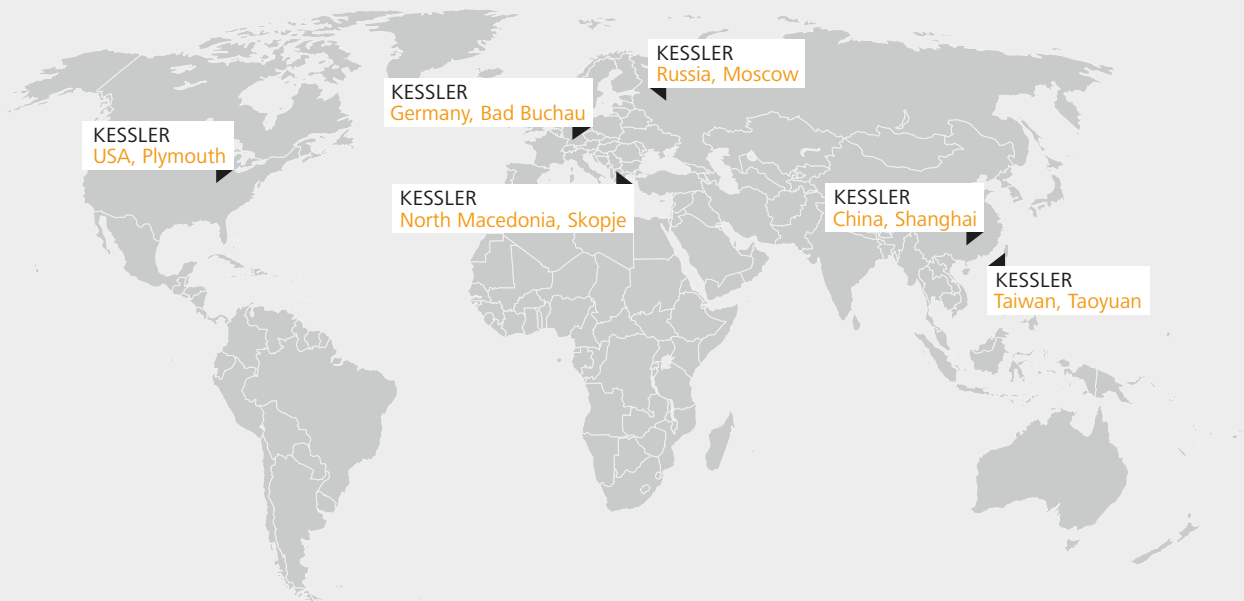 KESSLER
Russia, Moscow
KESSLER
Germany, Bad Buchau
KESSLER
USA, Plymouth
KESSLER
North Macedonia, Skopje
KESSLER
China, Shanghai
KESSLER
Taiwan, Taoyuan